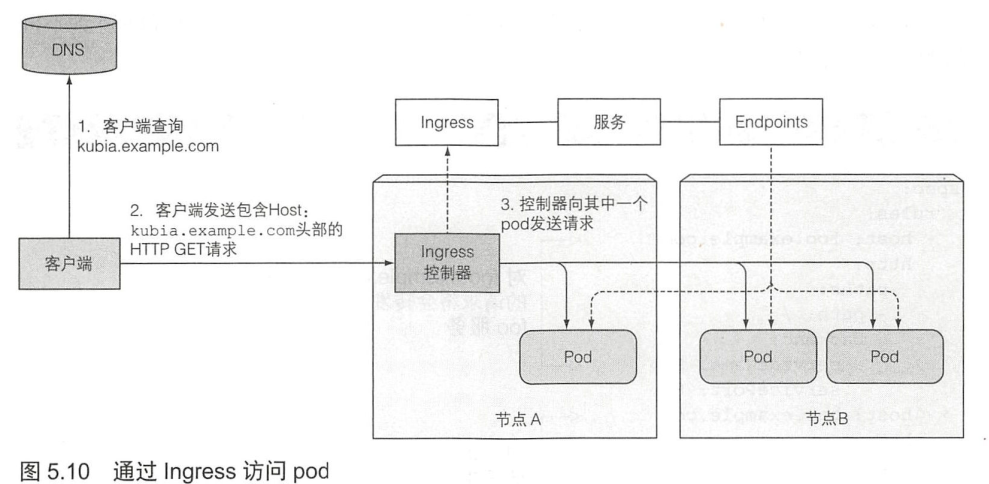 DNS
1. 客户端查询
kubia.example.com
Ingress
服务
Endpoints
2. 客户端发送包含Host:
kubia.example.com头部的
HTTP GET请求
3. 控制器向其中一个
pod发送请求
客户端
Ingress
控制器
Pod
Pod
Pod
节点A
节点B
图 5.10 通过 Ingress 访问 pod